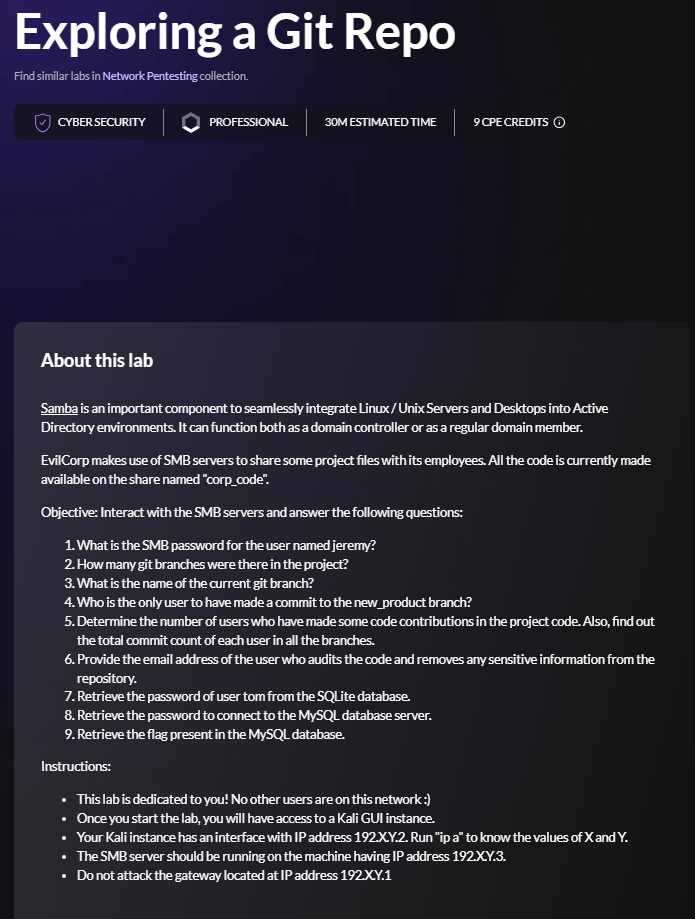 Exploring a Git Repo
Find similar labs in Network Pentesting collection.
CYBER SECURITY
PROFESSIONAL
30M ESTIMATED TIME
9 CPE CREDITS
About this lab
Samba is an important component to seamlessly integrate Linux / Unix Servers and Desktops into Active
Directory environments. It can function both as a domain controller or as a regular domain member.
EvilCorp makes use of SMB servers to share some project files with its employees. All the code is currently made
available on the share named "corp_code".
Objective: Interact with the SMB servers and answer the following questions:
1. What is the SMB password for the user named jeremy?
2. How many git branches were there in the project?
3. What is the name of the current git branch?
4. Who is the only user to have made a commit to the new_product branch?
5. Determine the number of users who have made some code contributions in the project code. Also, find out
the total commit count of each user in all the branches.
6. Provide the email address of the user who audits the code and removes any sensitive information from the
repository.
7. Retrieve the password of user tom from the SQLite database.
8. Retrieve the password to connect to the MySQL database server.
9. Retrieve the flag present in the MySQL database.
Instructions:
• This lab is dedicated to you! No other users are on this network :)
• Once you start the lab, you will have access to a Kali GUI instance.
• Your Kali instance has an interface with IP address 192.X.Y.2. Run "ip a" to know the values of X and Y.
• The SMB server should be running on the machine having IP address 192.X.Y.3.
• Do not attack the gateway located at IP address 192.X.Y.1